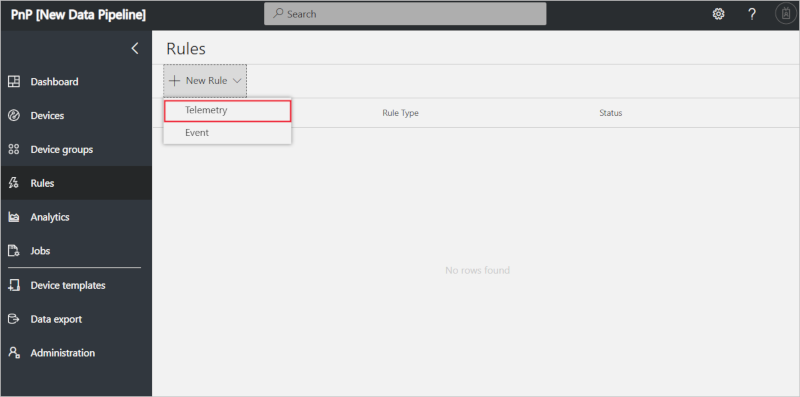 PnP [New Data Pipeline]
Search
?
Rules
New Rule
Telemetry
Event
Rule Type
Status
No rows found
Dashboard
Devices
Device groups
Rules
Analytics
Jobs
Device templates
Data export
Administration